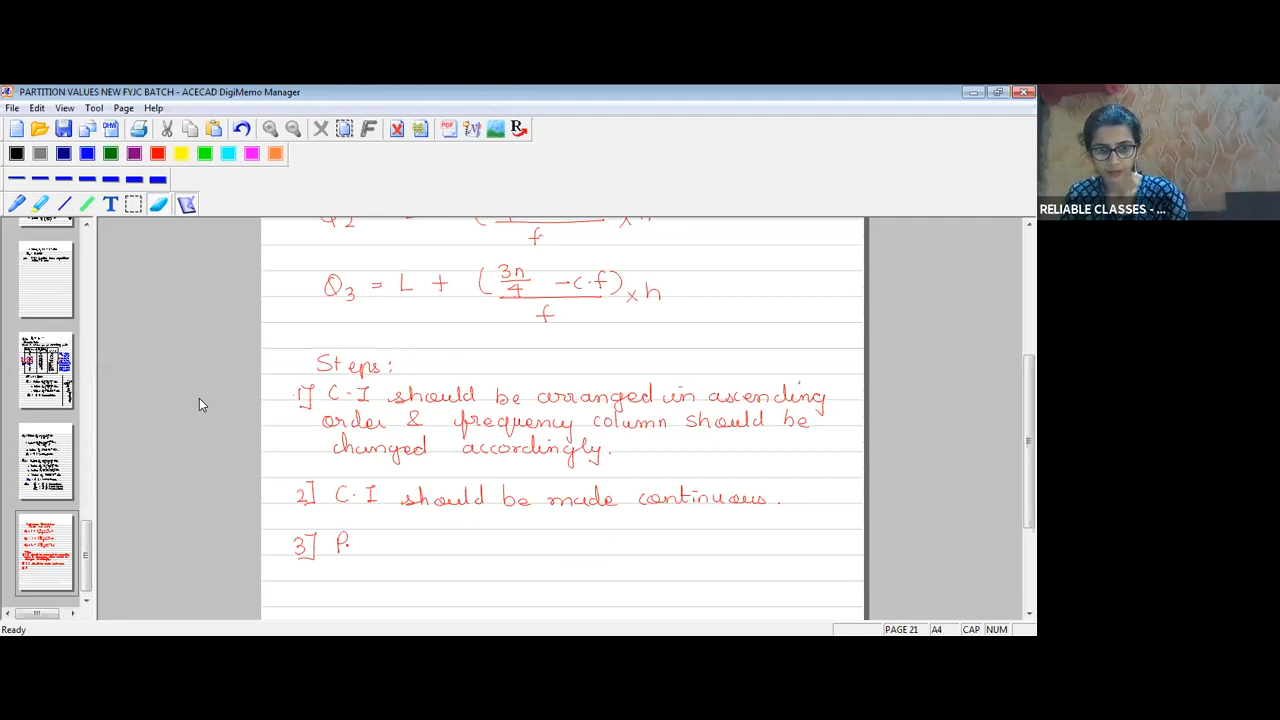 PARTITION VALUES NEW FYJC BATCH - ACECAD DigiMemo Manager
File Edit View Tool Page Help
f
Q3 = L + (3n/4 - c.f) x h
f
Steps:
1] C-I should be arranged in ascending
order & frequency column should be
changed accordingly.
2] C.I should be made continuous.
3] P.
Ready
PAGE 21 A4 CAP NUM
RELIABLE CLASSES - ...